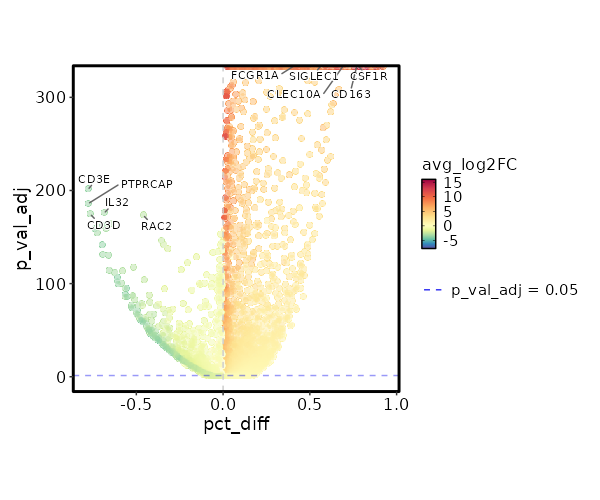 FCGR1A
SIGLEC1
CSF1R
CLEC10A
CD163
CD3E
PTPRCAP
IL32
CD3D
RAC2
p_val_adj
300
200
100
0
-0.5
0.0
0.5
1.0
pct_diff
avg_log2FC
15
10
5
0
-5
p_val_adj = 0.05